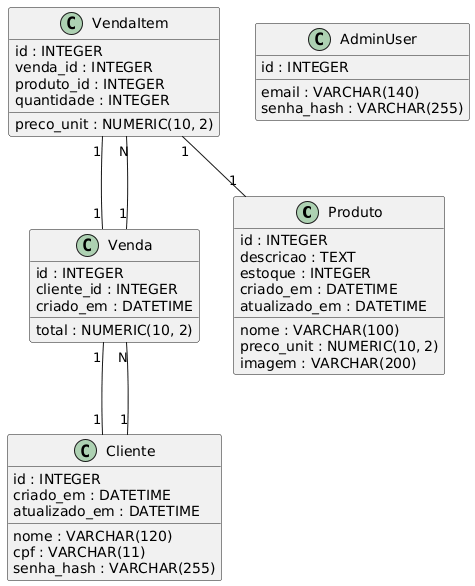 C VendaItem
id : INTEGER
venda_id : INTEGER
produto_id : INTEGER
quantidade : INTEGER
preco_unit : NUMERIC(10, 2)
C AdminUser
id : INTEGER
email : VARCHAR(140)
senha_hash : VARCHAR(255)
1 N 1
1 1 1
C Venda
id : INTEGER
cliente_id : INTEGER
criado_em : DATETIME
total : NUMERIC(10, 2)
C Produto
id : INTEGER
descricao : TEXT
estoque : INTEGER
criado_em : DATETIME
atualizado_em : DATETIME
nome : VARCHAR(100)
preco_unit : NUMERIC(10, 2)
imagem : VARCHAR(200)
1 N
1 1
C Cliente
id : INTEGER
criado_em : DATETIME
atualizado_em : DATETIME
nome : VARCHAR(120)
cpf : VARCHAR(11)
senha_hash : VARCHAR(255)